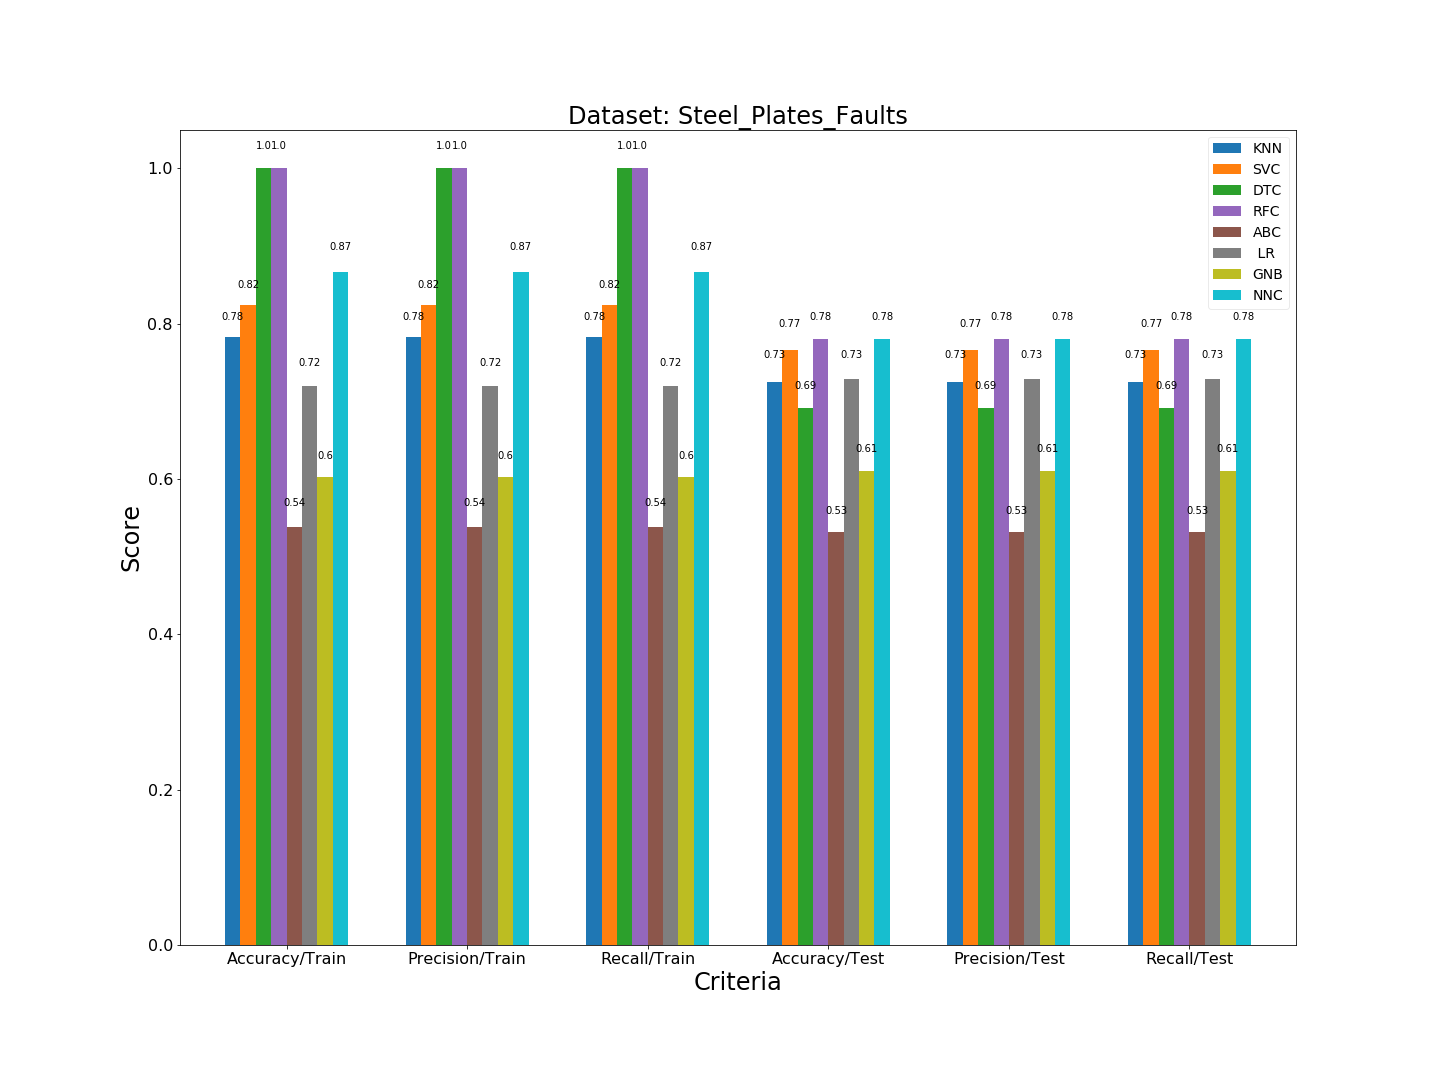 Dataset: Steel_Plates_Faults
KNN
SVC
DTC
RFC
ABC
LR
GNB
NNC
Score
1.0
0.8
0.6
0.4
0.2
0.0
0.78 0.82 1.0 1.0 0.54 0.72 0.6 0.87
0.78 0.82 1.0 1.0 0.54 0.72 0.6 0.87
0.78 0.82 1.0 1.0 0.54 0.72 0.6 0.87
0.73 0.77 0.69 0.78 0.53 0.73 0.61 0.78
0.73 0.77 0.69 0.78 0.53 0.73 0.61 0.78
0.73 0.77 0.69 0.78 0.53 0.73 0.61 0.78
Accuracy/Train Precision/Train Recall/Train Accuracy/Test Precision/Test Recall/Test
Criteria